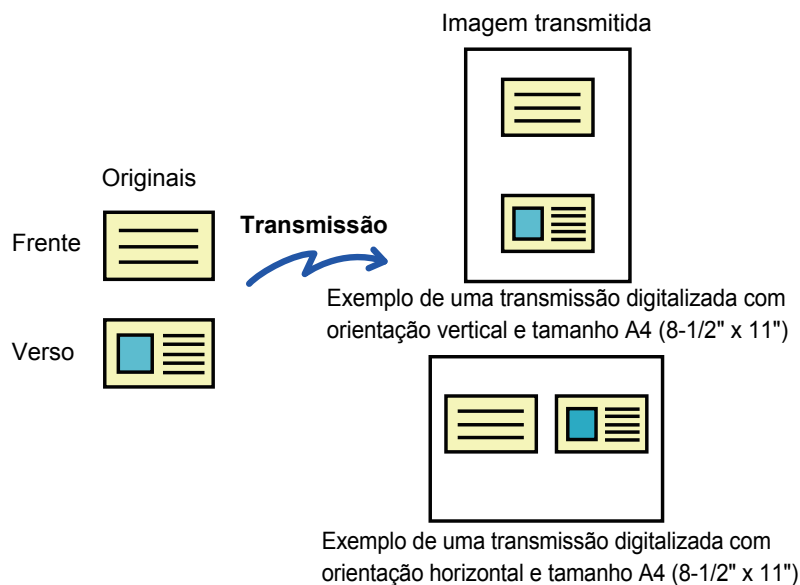 Imagem transmitida
Originais
Frente
Transmissão
Verso
Exemplo de uma transmissão digitalizada com
orientação vertical e tamanho A4 (8-1/2" x 11")
Exemplo de uma transmissão digitalizada com
orientação horizontal e tamanho A4 (8-1/2" x 11")